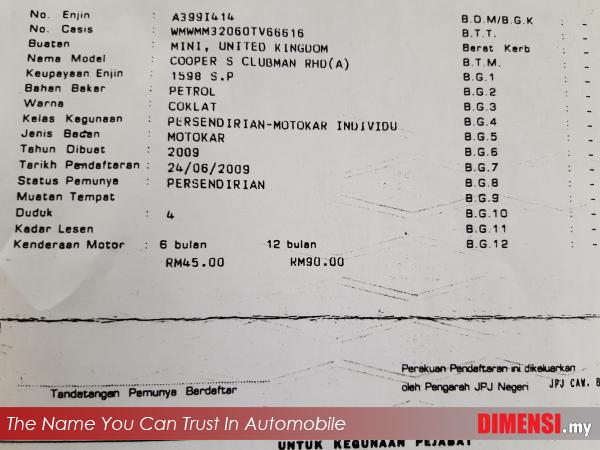 No. Enjin : A399I414 B.D.M/B.G.K : -
No. Casis : WMWMM32060TV66616 B.T.T. : -
Buatan : MINI, UNITED KINGDOM Berat Kerb : -
Nama Model : COOPER S CLUBMAN RHD(A) B.T.M. : -
Keupayaan Enjin : 1598 S.P B.G.1 : -
Bahan Bakar : PETROL B.G.2 : -
Warna : COKLAT B.G.3 : -
Kelas Kegunaan : PERSENDIRIAN-MOTOKAR INDIVIDU B.G.4 : -
Jenis Badan : MOTOKAR B.G.5 : -
Tahun Dibuat : 2009 B.G.6 : -
Tarikh Pendaftaran : 24/06/2009 B.G.7 : -
Status Pemunya : PERSENDIRIAN B.G.8 : -
Muatan Tempat B.G.9 : -
Duduk : 4 B.G.10 : -
Kadar Lesen B.G.11 : -
Kenderaan Motor : 6 bulan 12 bulan B.G.12 : -
RM45.00 RM90.00
Perakuan Pendaftaran ini dikeluarkan
Tandatangan Pemunya Berdaftar oleh Pengarah JPJ Negeri JPJ CAW.
The Name You Can Trust In Automobile DIMENSI.my
UNTUK KEGUNAAN PEJABAT